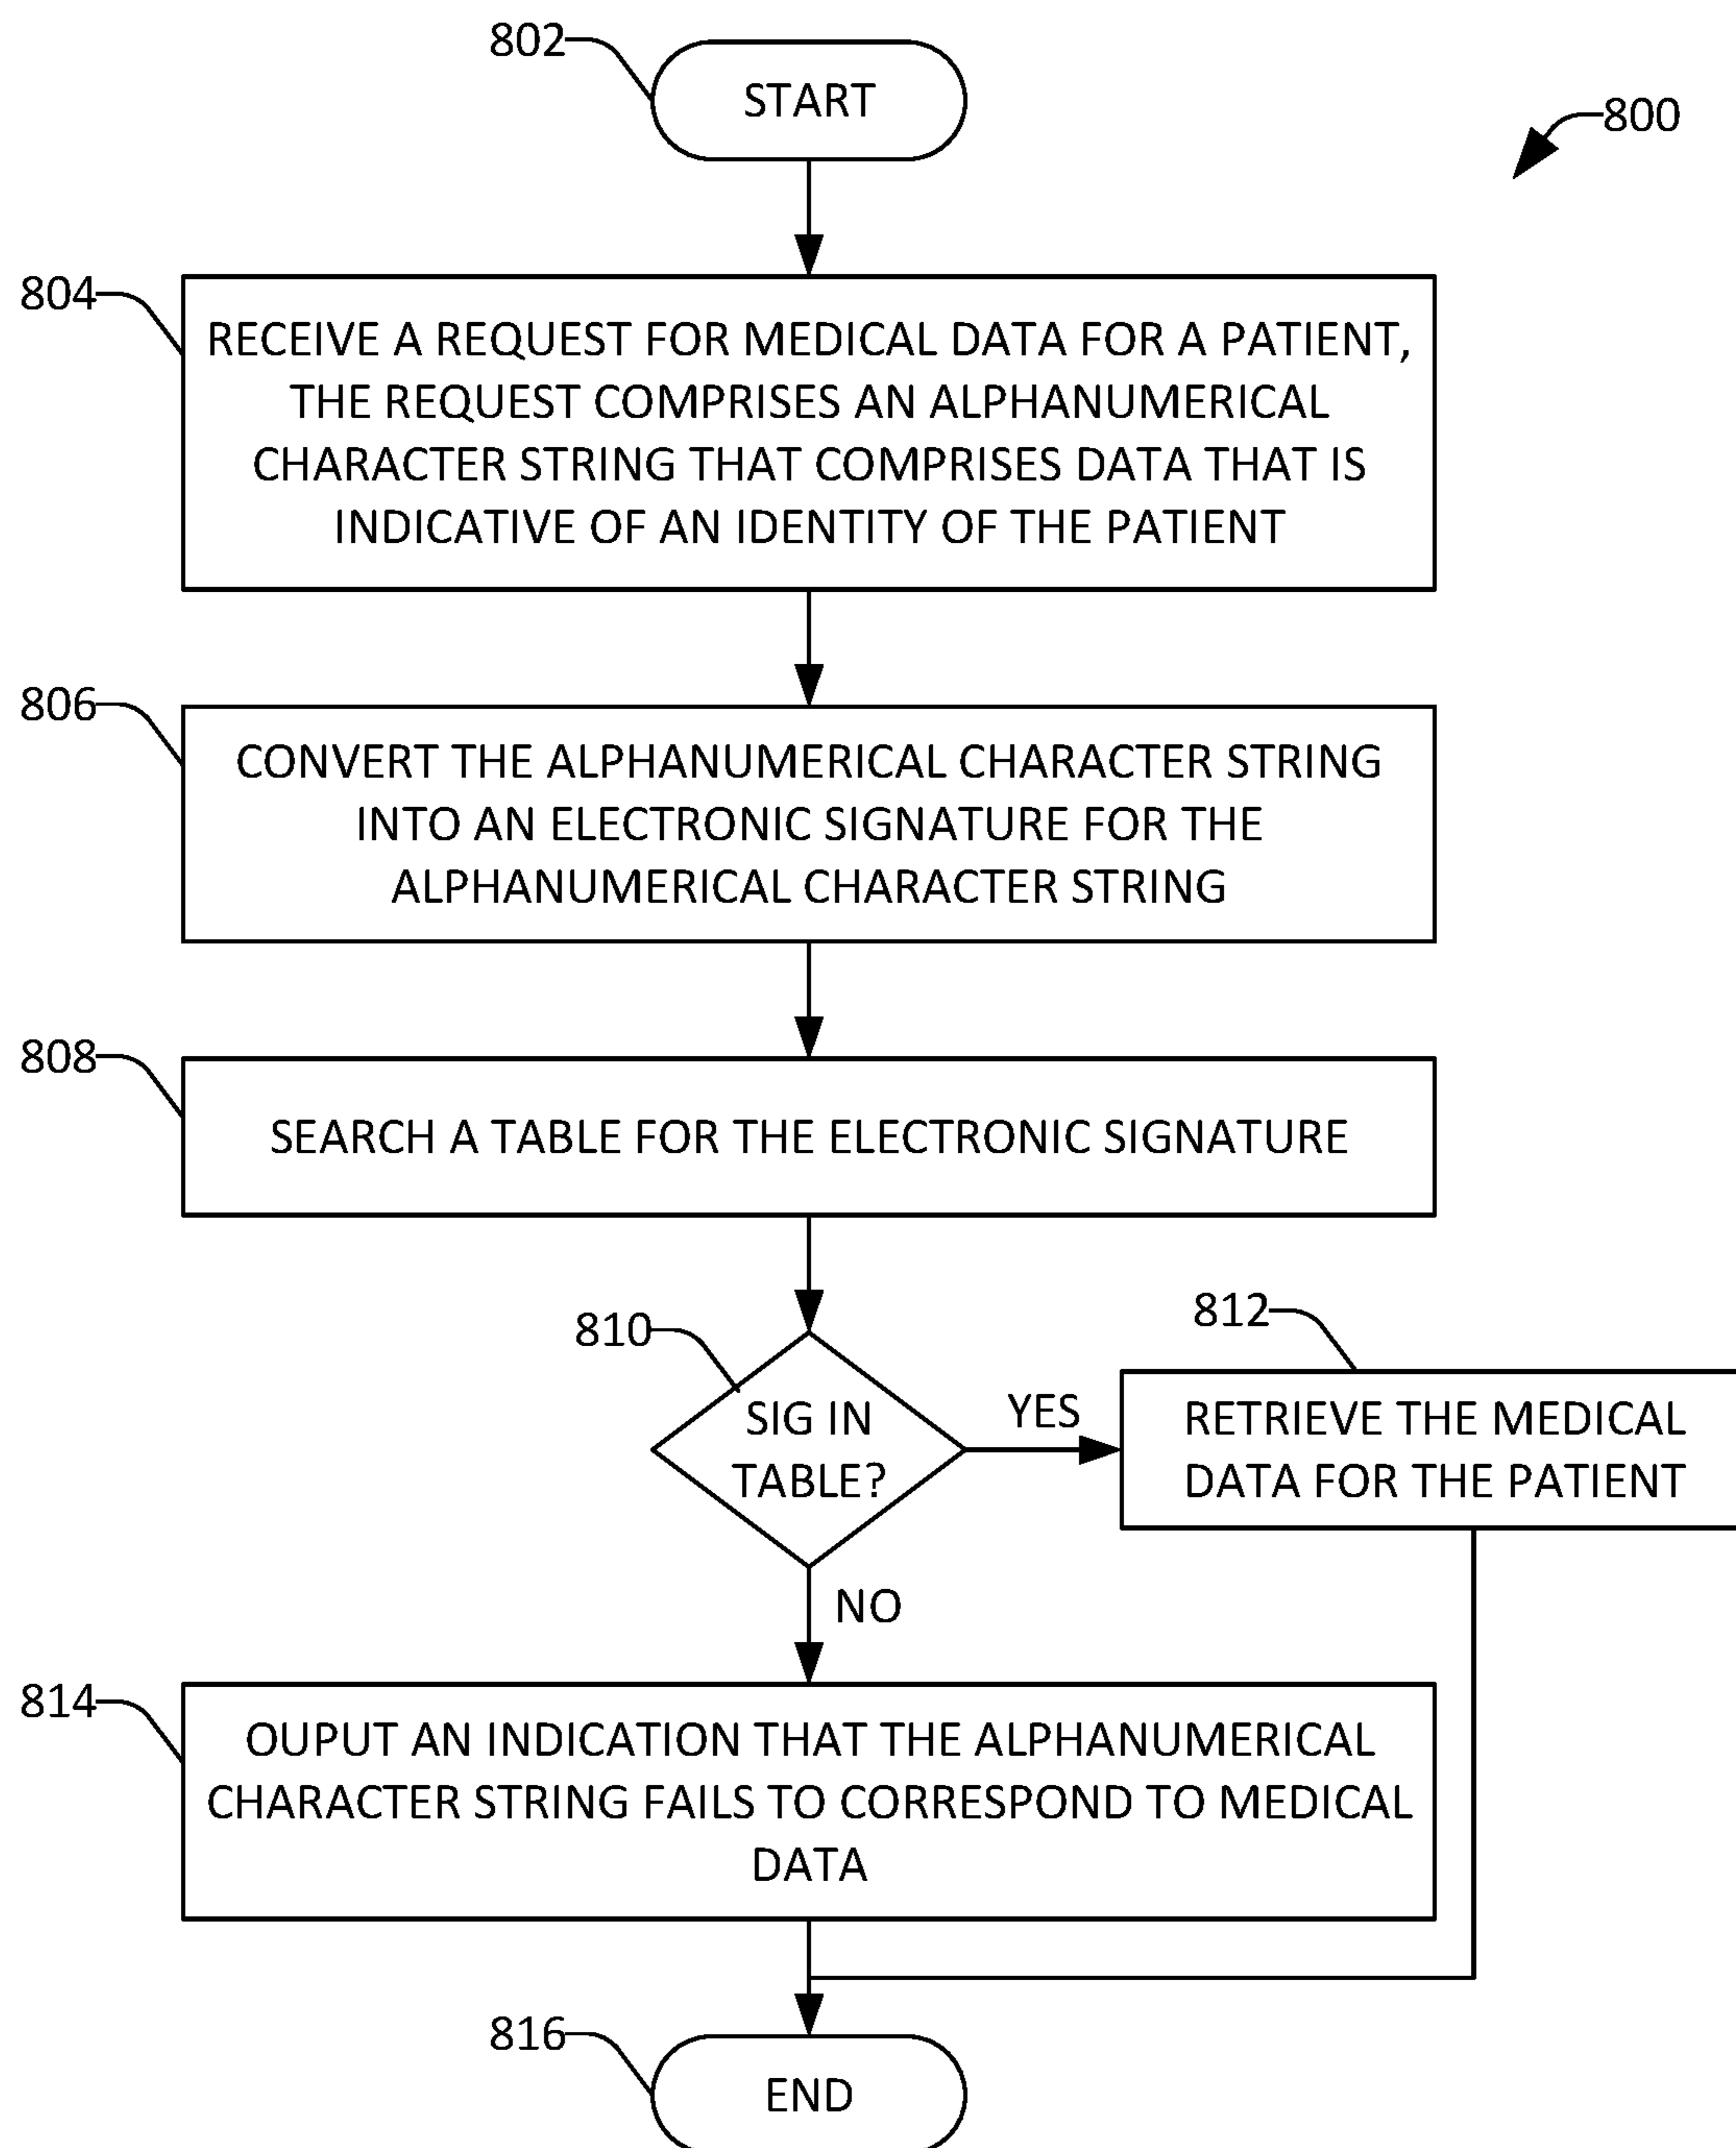 802
START
800
804
RECEIVE A REQUEST FOR MEDICAL DATA FOR A PATIENT,
THE REQUEST COMPRISES AN ALPHANUMERICAL
CHARACTER STRING THAT COMPRISES DATA THAT IS
INDICATIVE OF AN IDENTITY OF THE PATIENT
806
CONVERT THE ALPHANUMERICAL CHARACTER STRING
INTO AN ELECTRONIC SIGNATURE FOR THE
ALPHANUMERICAL CHARACTER STRING
808
SEARCH A TABLE FOR THE ELECTRONIC SIGNATURE
810
SIG IN
TABLE?
YES
812
RETRIEVE THE MEDICAL
DATA FOR THE PATIENT
NO
814
OUPUT AN INDICATION THAT THE ALPHANUMERICAL
CHARACTER STRING FAILS TO CORRESPOND TO MEDICAL
DATA
816
END